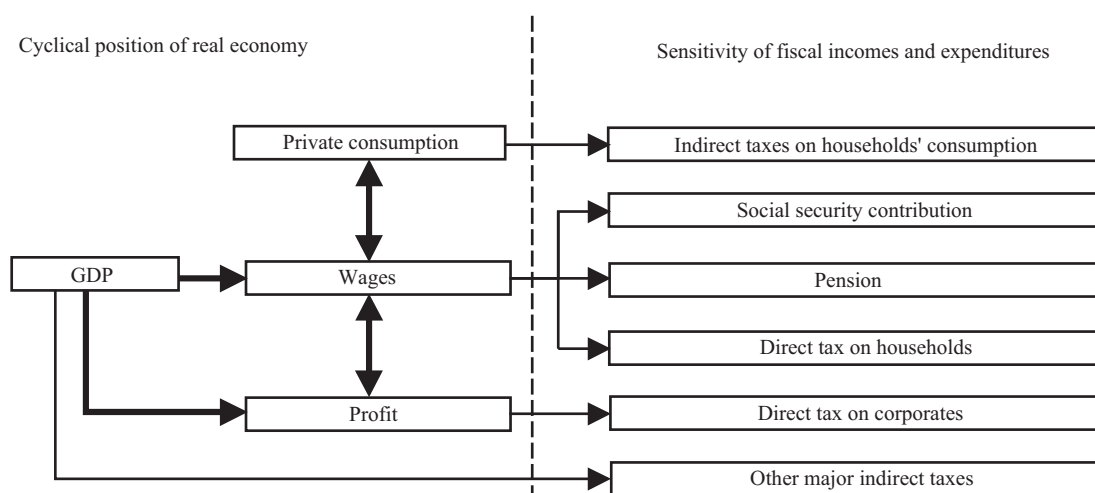 Cyclical position of real economy
Sensitivity of fiscal incomes and expenditures
Private consumption
Indirect taxes on households' consumption
Social security contribution
GDP
Wages
Pension
Direct tax on households
Profit
Direct tax on corporates
Other major indirect taxes